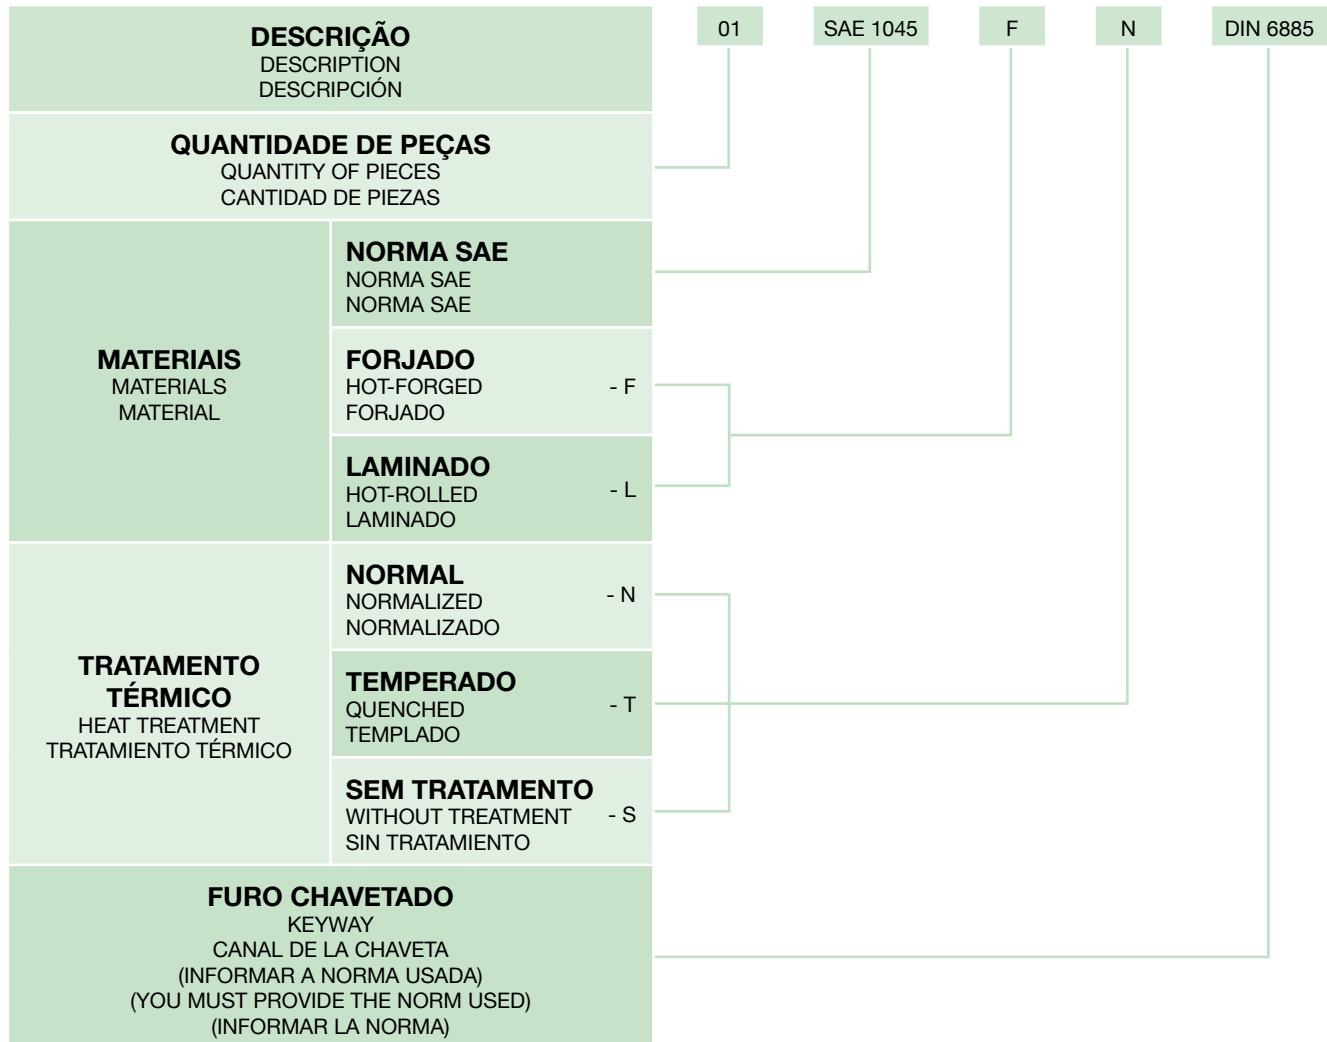 DESCRIÇÃO
DESCRIPTION
DESCRIPCIÓN
01 SAE 1045 F N DIN 6885
QUANTIDADE DE PEÇAS
QUANTITY OF PIECES
CANTIDAD DE PIEZAS
MATERIAIS
MATERIALS
MATERIAL
NORMA SAE
NORMA SAE
NORMA SAE
FORJADO
HOT-FORGED - F
FORJADO
LAMINADO
HOT-ROLLED - L
LAMINADO
TRATAMENTO
TÉRMICO
HEAT TREATMENT
TRATAMIENTO TÉRMICO
NORMAL
NORMALIZED - N
NORMALIZADO
TEMPERADO
QUENCHED - T
TEMPLADO
SEM TRATAMENTO
WITHOUT TREATMENT - S
SIN TRATAMIENTO
FURO CHAVETADO
KEYWAY
CANAL DE LA CHAVETA
(INFORMAR A NORMA USADA)
(YOU MUST PROVIDE THE NORM USED)
(INFORMAR LA NORMA)